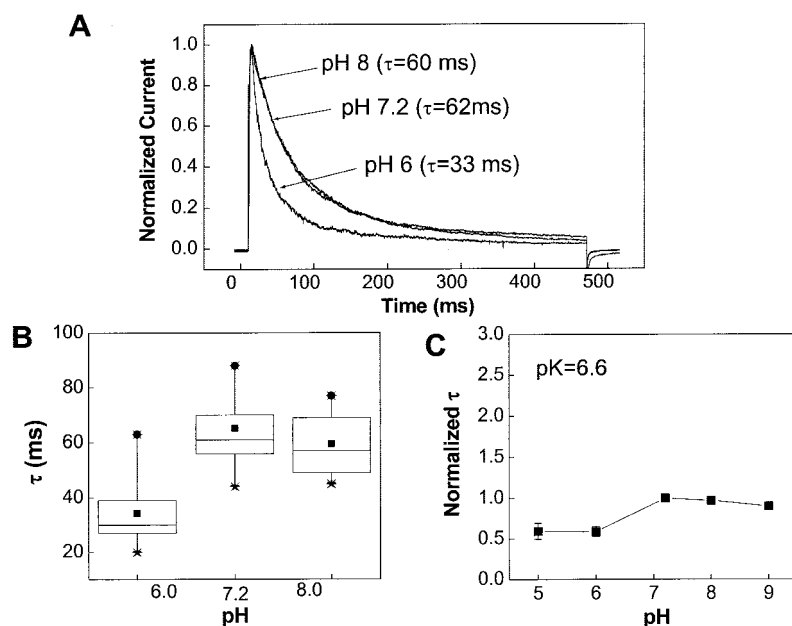 A
Normalized Current
1.0
0.8
0.6
0.4
0.2
0.0
pH 8 (τ=60 ms)
pH 7.2 (τ=62ms)
pH 6 (τ=33 ms)
0 100 200 300 400 500
Time (ms)
B
τ (ms)
100
80
60
40
20
6.0 7.2 8.0
pH
C
Normalized τ
3.0
2.5
2.0
1.5
1.0
0.5
0.0
pK=6.6
5 6 7 8 9
pH